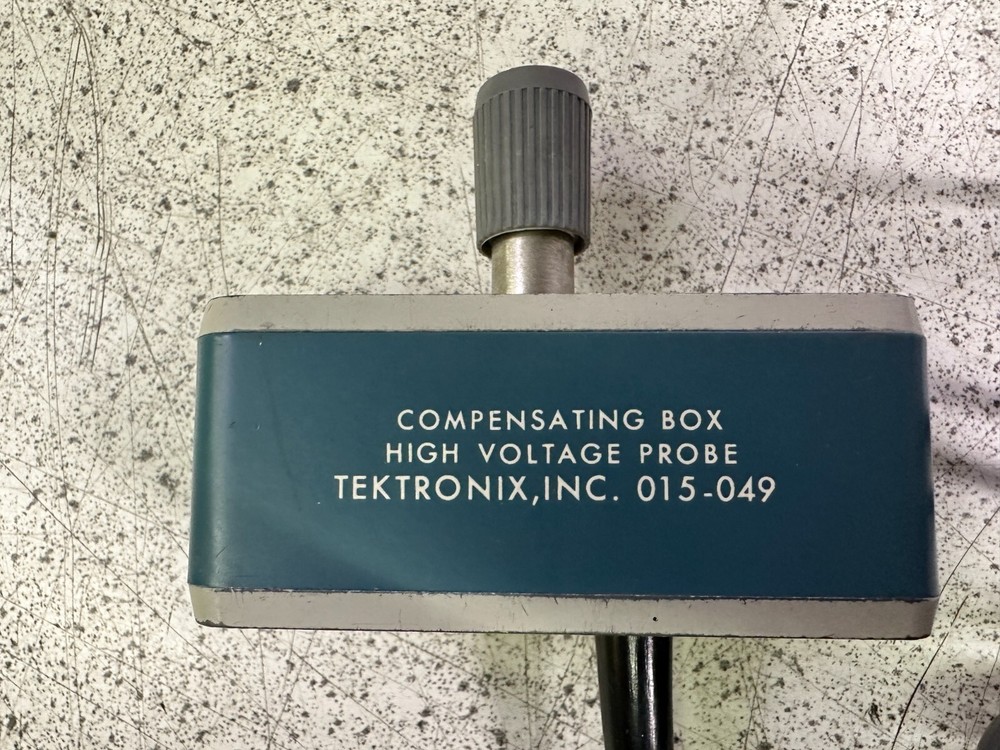 COMPENSATING BOX
HIGH VOLTAGE PROBE
TEKTRONIX,INC. 015-049